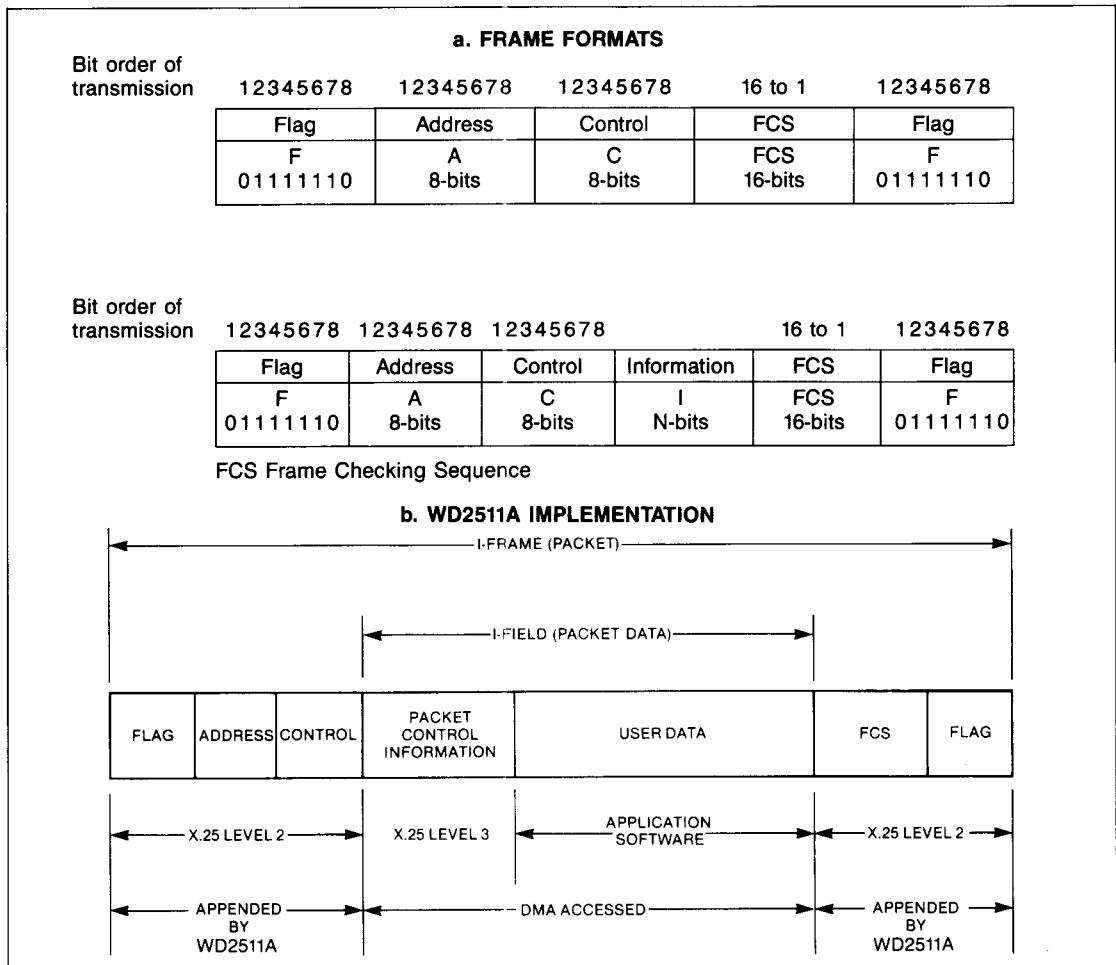 a. FRAME FORMATS
Bit order of
transmission 12345678 12345678 12345678 16 to 1 12345678
Flag Address Control FCS Flag
F A C FCS F
01111110 8-bits 8-bits 16-bits 01111110
Bit order of
transmission 12345678 12345678 12345678 16 to 1 12345678
Flag Address Control Information FCS Flag
F A C I FCS F
01111110 8-bits 8-bits N-bits 16-bits 01111110
FCS Frame Checking Sequence
b. WD2511A IMPLEMENTATION
I-FRAME (PACKET)
I-FIELD (PACKET DATA)
FLAG ADDRESS CONTROL PACKET CONTROL INFORMATION USER DATA FCS FLAG
X.25 LEVEL 2 X.25 LEVEL 3 APPLICATION SOFTWARE X.25 LEVEL 2
APPENDED BY WD2511A DMA ACCESSED APPENDED BY WD2511A